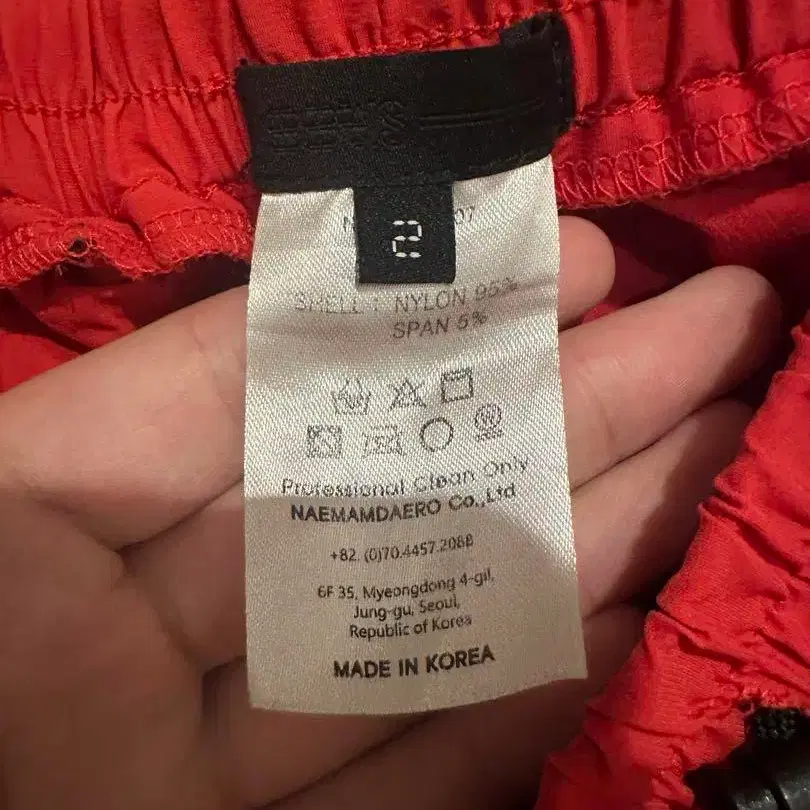 2
07
SHELL : NYLON 95%
SPAN 5%
Professional Clean Only
NAEMAMDAERO Co.,Ltd
+82. (0)70.4457.2088
6F 35, Myeongdong 4-gil,
Jung-gu, Seoul,
Republic of Korea
MADE IN KOREA